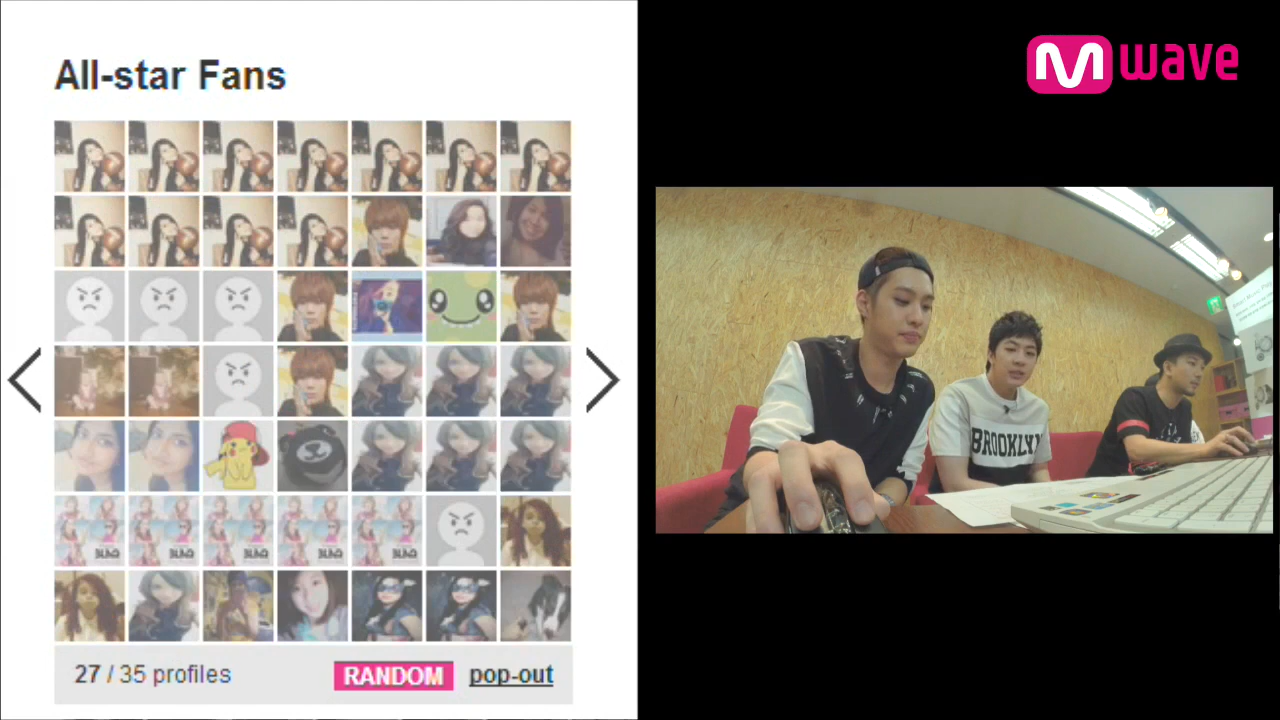 All-star Fans
27 / 35 profiles
RANDOM
pop-out
M wave
BROOKLYN